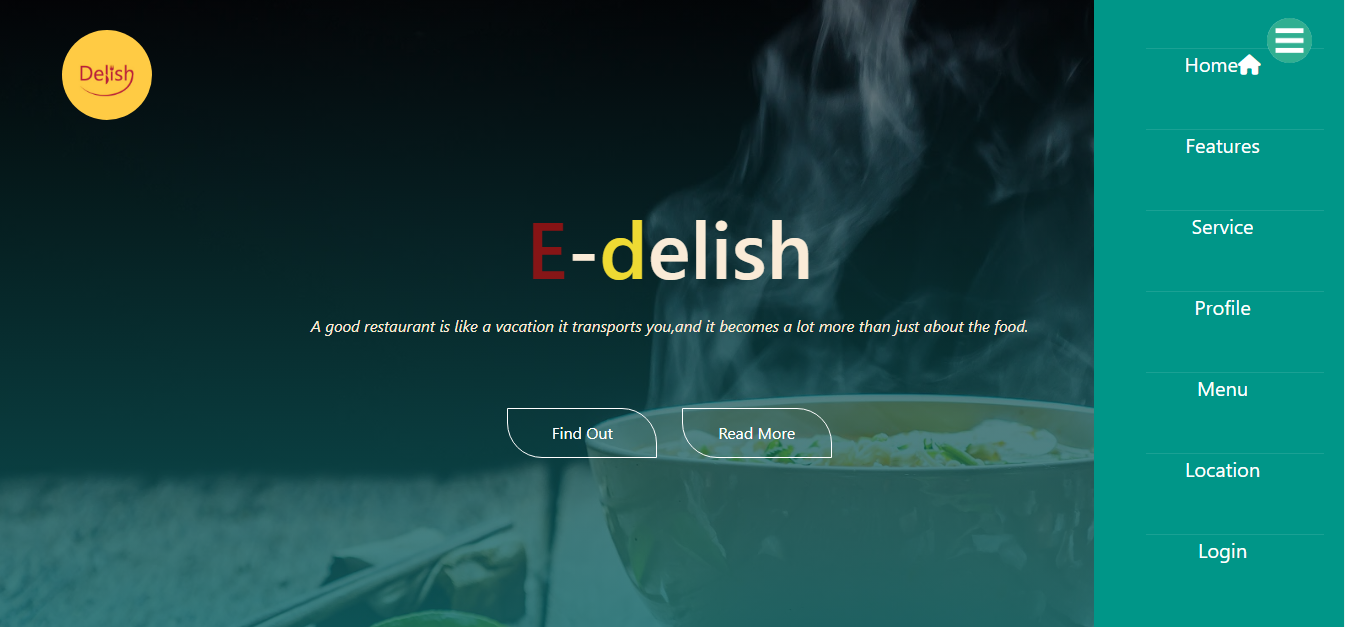 Delish
Home
Features
Service
Profile
Menu
Location
Login
E-delish
A good restaurant is like a vacation it transports you,and it becomes a lot more than just about the food.
Find Out
Read More